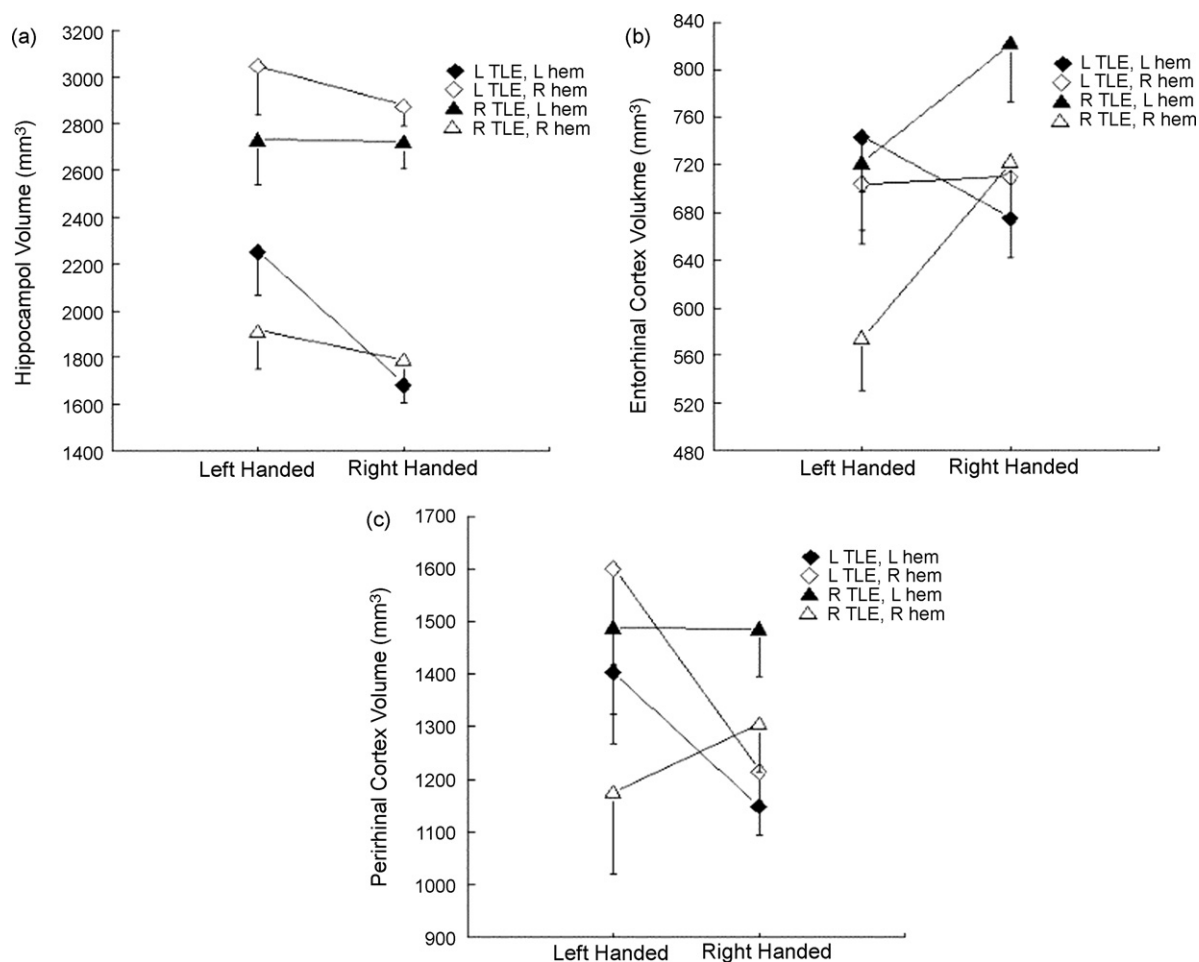 (a)
Hippocampol Volume (mm³)
3200
3000
2800
2600
2400
2200
2000
1800
1600
1400
Left Handed Right Handed
L TLE, L hem
L TLE, R hem
R TLE, L hem
R TLE, R hem
(b)
Entorhinal Cortex Volukme (mm³)
840
800
760
720
680
640
600
560
520
480
Left Handed Right Handed
L TLE, L hem
L TLE, R hem
R TLE, L hem
R TLE, R hem
(c)
Perirhinal Cortex Volume (mm³)
1700
1600
1500
1400
1300
1200
1100
1000
900
Left Handed Right Handed
L TLE, L hem
L TLE, R hem
R TLE, L hem
R TLE, R hem